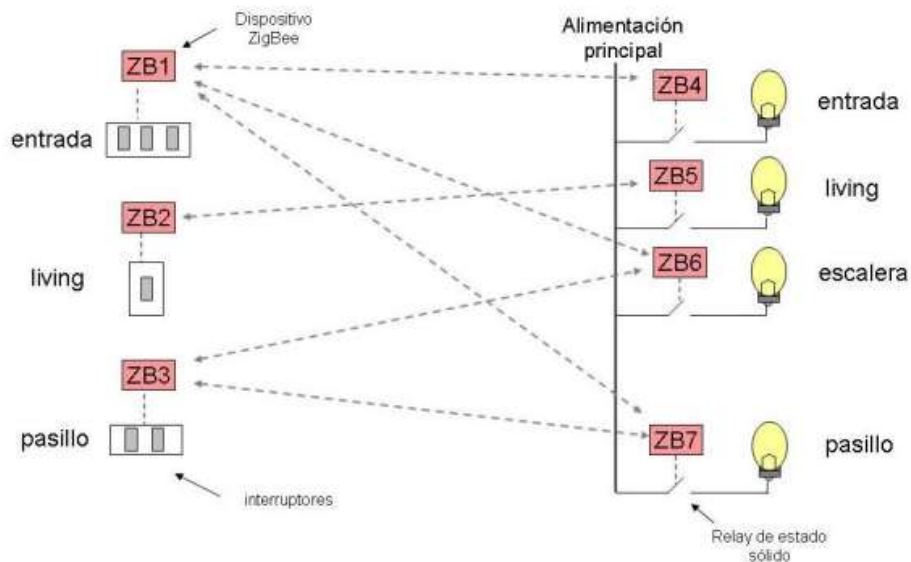 Dispositivo
ZigBee
ZB1
entrada
ZB2
living
ZB3
pasillo
interruptores
Alimentación
principal
ZB4
entrada
ZB5
living
ZB6
escalera
ZB7
pasillo
Relay de estado
sólido